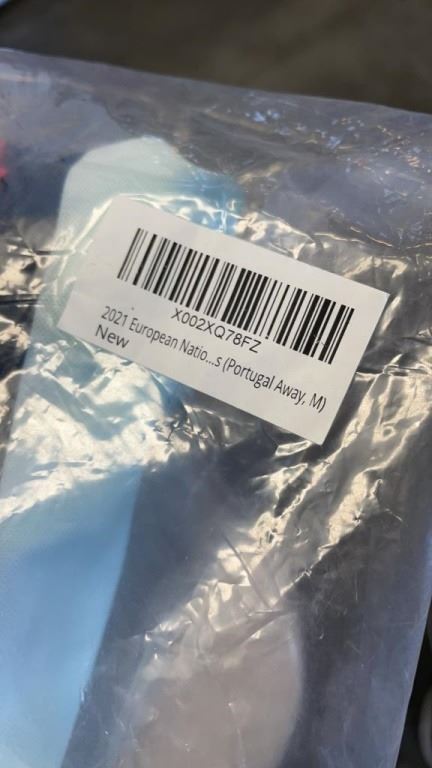 X002XQ78FZ
2021 European Natio...s (Portugal Away, M)
New